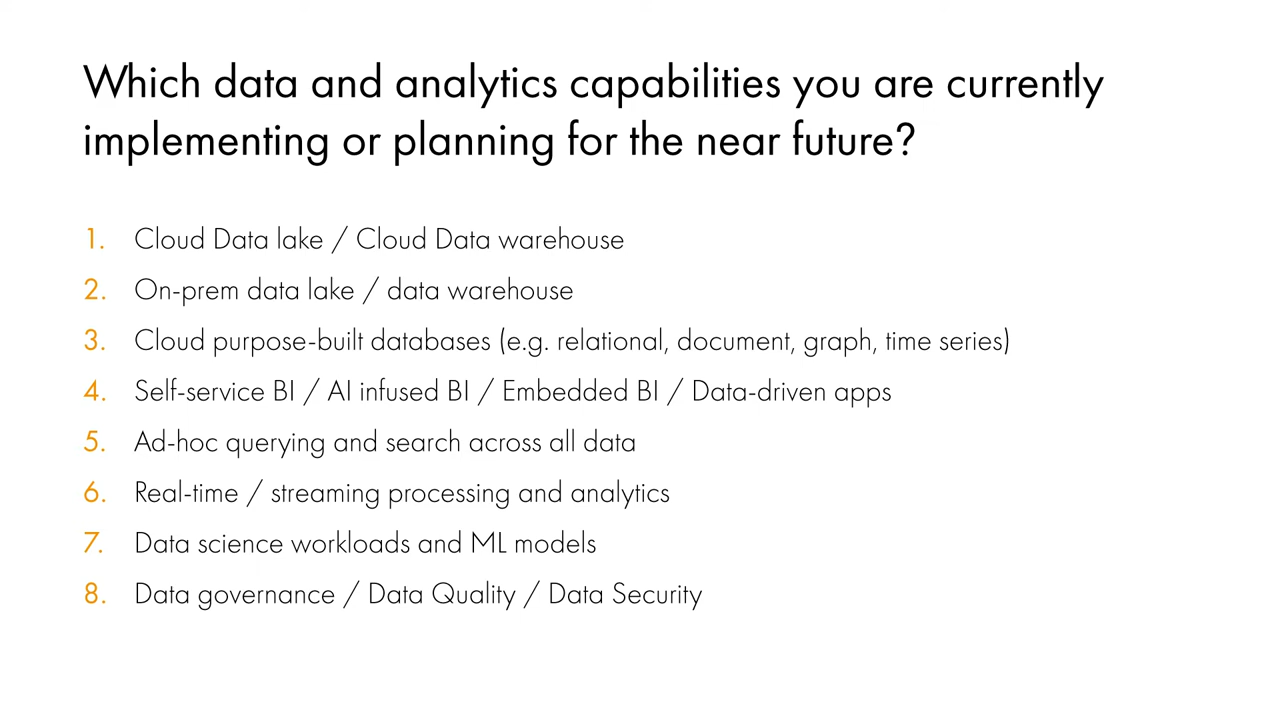 Which data and analytics capabilities you are currently
implementing or planning for the near future?
1. Cloud Data lake / Cloud Data warehouse
2. On-prem data lake / data warehouse
3. Cloud purpose-built databases (e.g. relational, document, graph, time series)
4. Self-service BI / AI infused BI / Embedded BI / Data-driven apps
5. Ad-hoc querying and search across all data
6. Real-time / streaming processing and analytics
7. Data science workloads and ML models
8. Data governance / Data Quality / Data Security